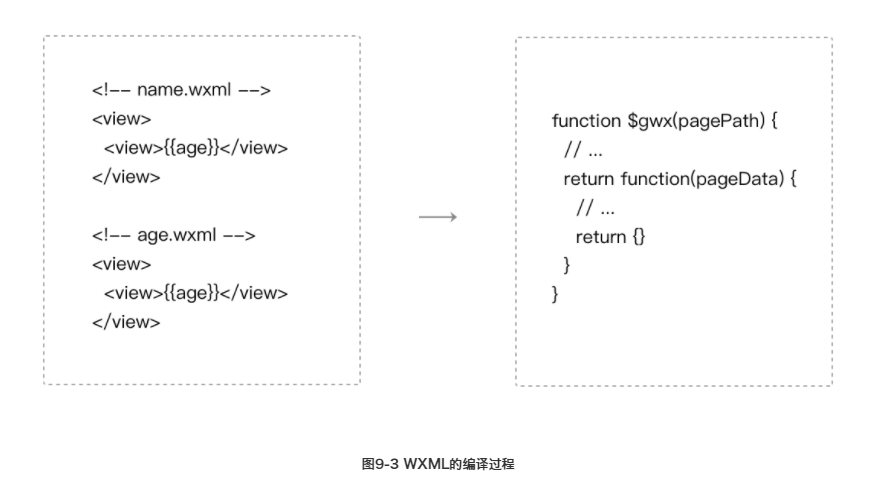 <!-- name.wxml -->
<view>
<view>{{age}}</view>
</view>
<!-- age.wxml -->
<view>
<view>{{age}}</view>
</view>
function $gwx(pagePath) {
// ...
return function(pageData) {
// ...
return {}
}
}
图9-3 WXML的编译过程